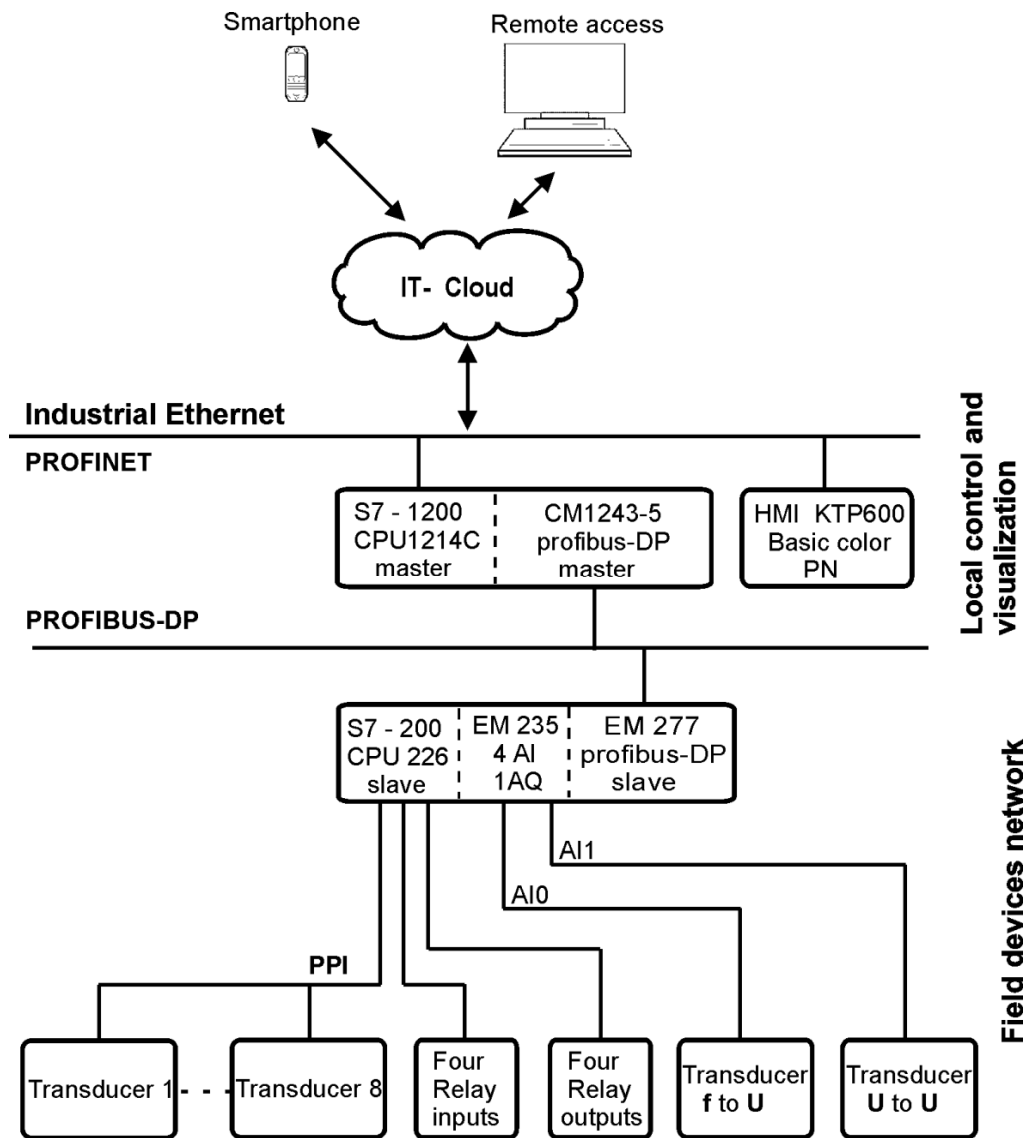 Smartphone
Remote access
IT- Cloud
Industrial Ethernet
PROFINET
S7 - 1200
CPU1214C
master
CM1243-5
profibus-DP
master
HMI KTP600
Basic color
PN
Local control and
visualization
PROFIBUS-DP
S7 - 200
CPU 226
slave
EM 235
4 AI
1AQ
EM 277
profibus-DP
slave
AI1
AI0
PPI
Field devices network
Transducer 1
Transducer 8
Four
Relay
inputs
Four
Relay
outputs
Transducer
f to U
Transducer
U to U